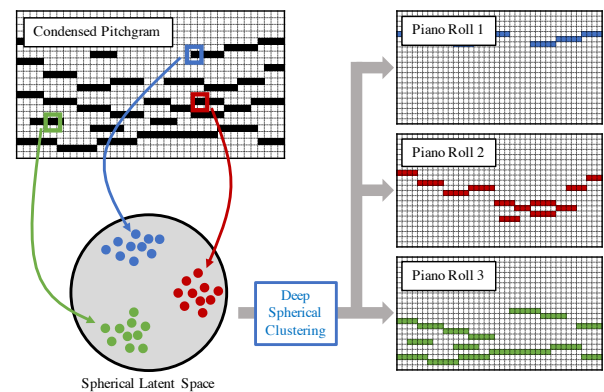 Condensed Pitchgram
Piano Roll 1
Piano Roll 2
Deep
Spherical
Clustering
Piano Roll 3
Spherical Latent Space